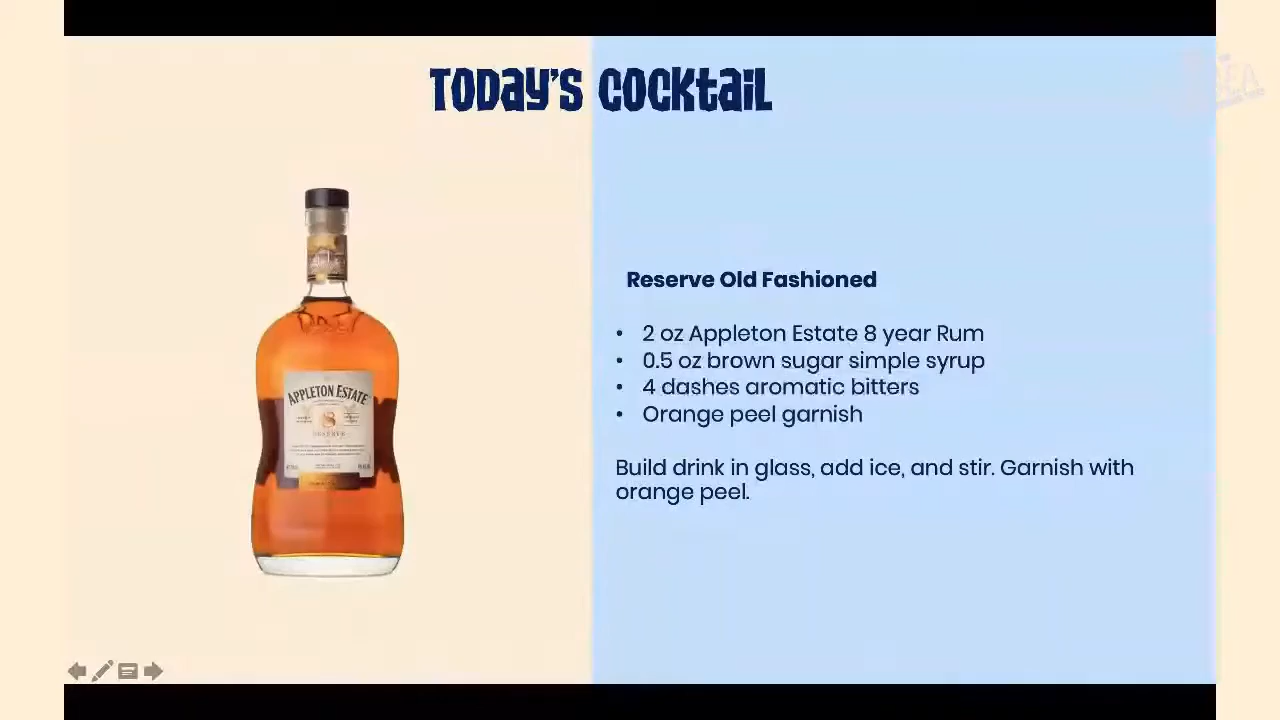 Today's Cocktail
APPLETON ESTATE
8
RESERVE
Reserve Old Fashioned
• 2 oz Appleton Estate 8 year Rum
• 0.5 oz brown sugar simple syrup
• 4 dashes aromatic bitters
• Orange peel garnish
Build drink in glass, add ice, and stir. Garnish with
orange peel.